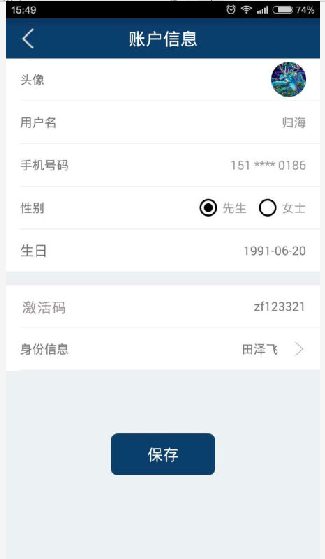 15:49 74%
账户信息
头像
用户名 归海
手机号码 151 **** 0186
性别 先生 女士
生日 1991-06-20
激活码 zf123321
身份信息 田泽飞
保存